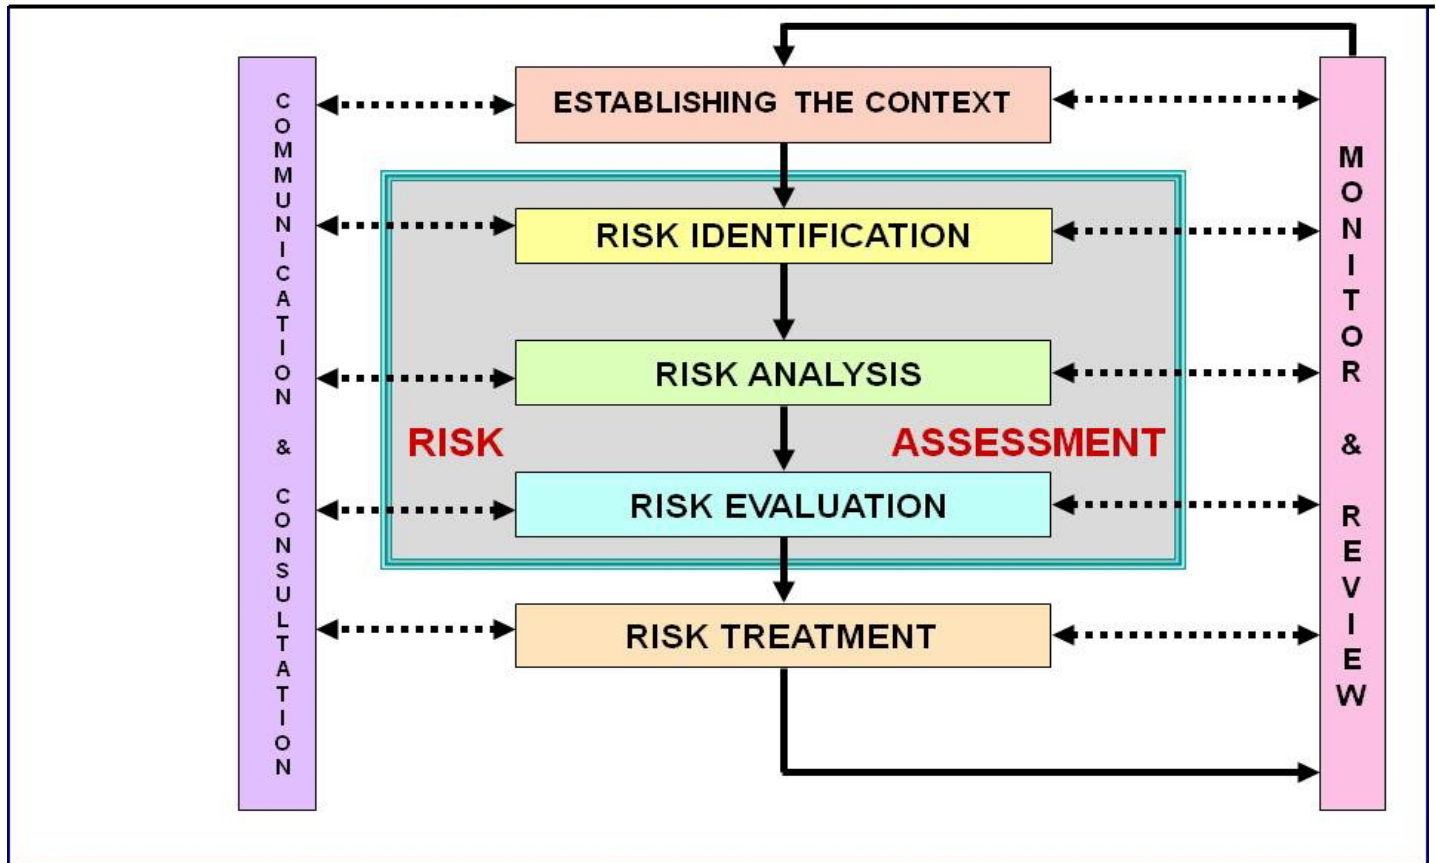 ESTABLISHING THE CONTEXT
COMMUNICATION & CONSULTATION
MONITOR & REVIEW
RISK IDENTIFICATION
RISK ANALYSIS
RISK ASSESSMENT
RISK EVALUATION
RISK TREATMENT